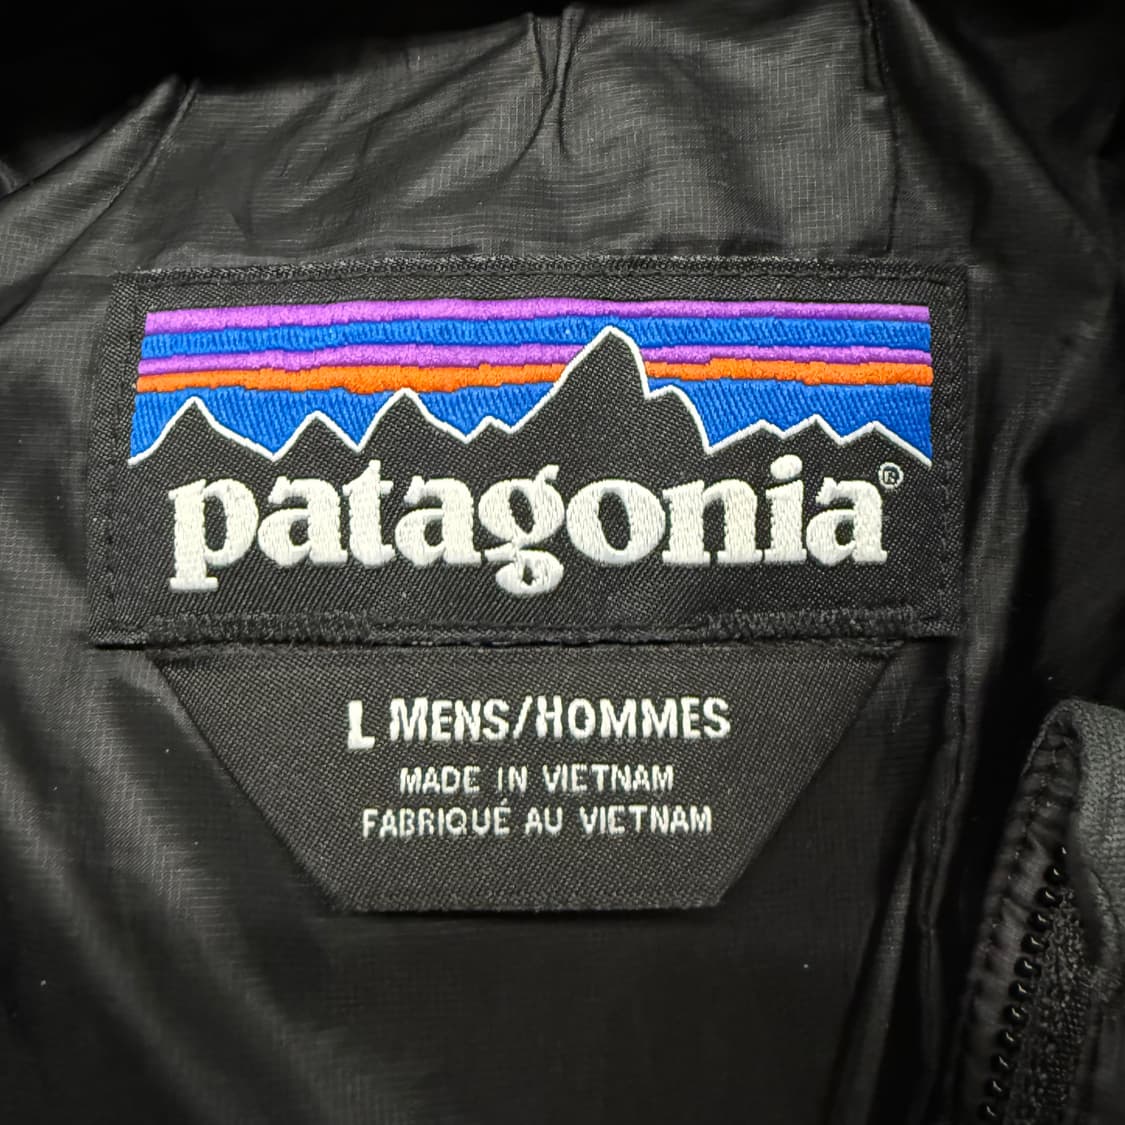 patagonia®
L MENS/HOMMES
MADE IN VIETNAM
FABRIQUÉ AU VIETNAM